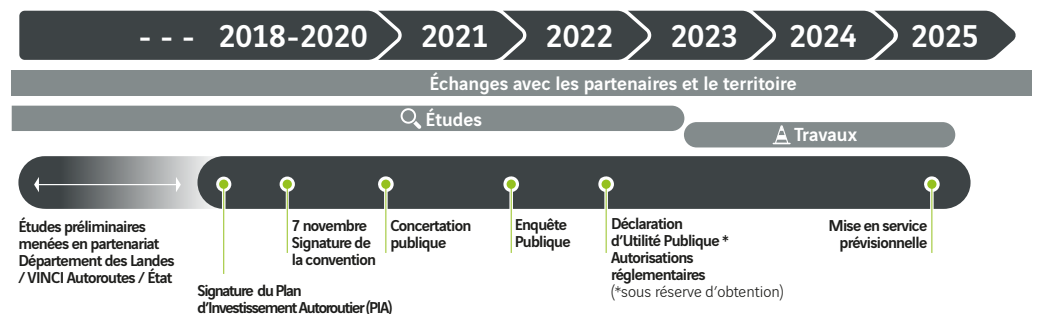 - - - 2018-2020 2021 2022 2023 2024 2025
Échanges avec les partenaires et le territoire
Études
Travaux
Études préliminaires
menées en partenariat
Département des Landes
/ VINCI Autoroutes / État
Signature du Plan
d'Investissement Autoroutier (PIA)
7 novembre
Signature de
la convention
Concertation
publique
Enquête
Publique
Déclaration
d'Utilité Publique *
Autorisations
réglementaires
(*sous réserve d'obtention)
Mise en service
prévisionnelle